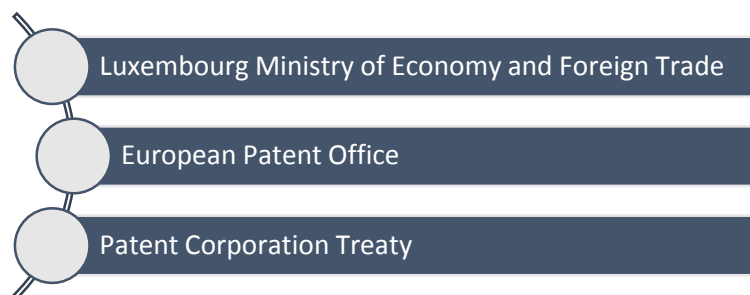 Luxembourg Ministry of Economy and Foreign Trade
European Patent Office
Patent Corporation Treaty